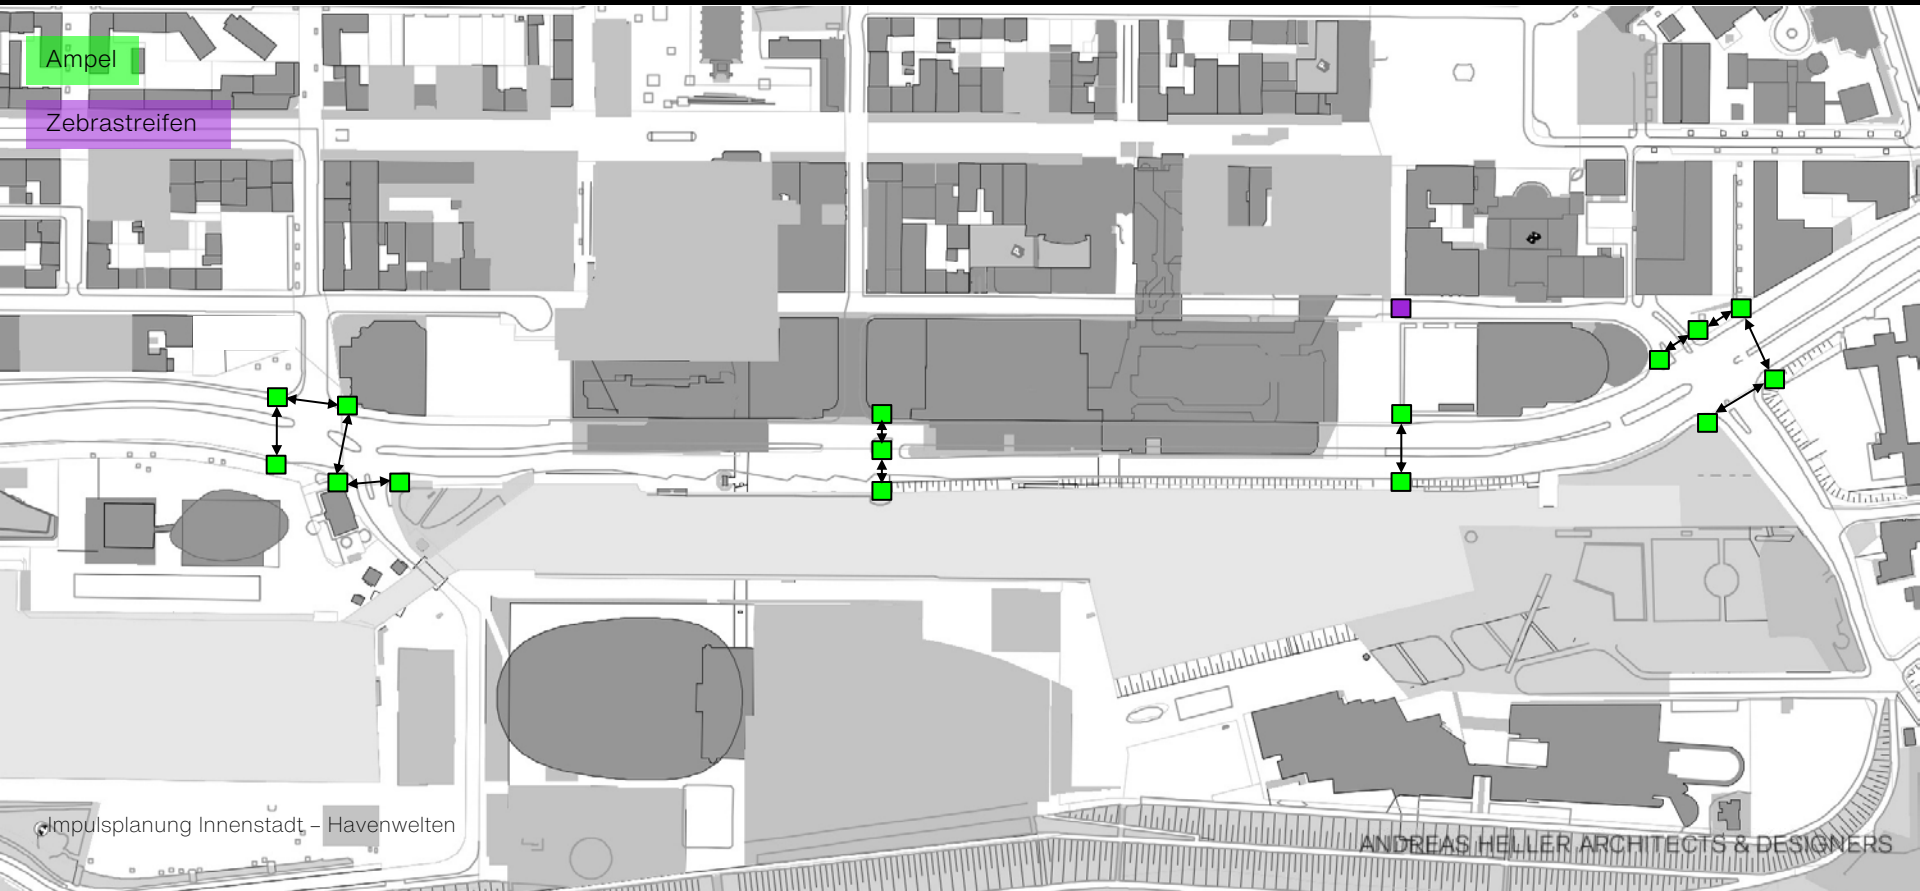 Ampel
Zebrastreifen
Impulsplanung Innenstadt – Havenwelten
ANDREAS HELLER ARCHITECTS & DESIGNERS